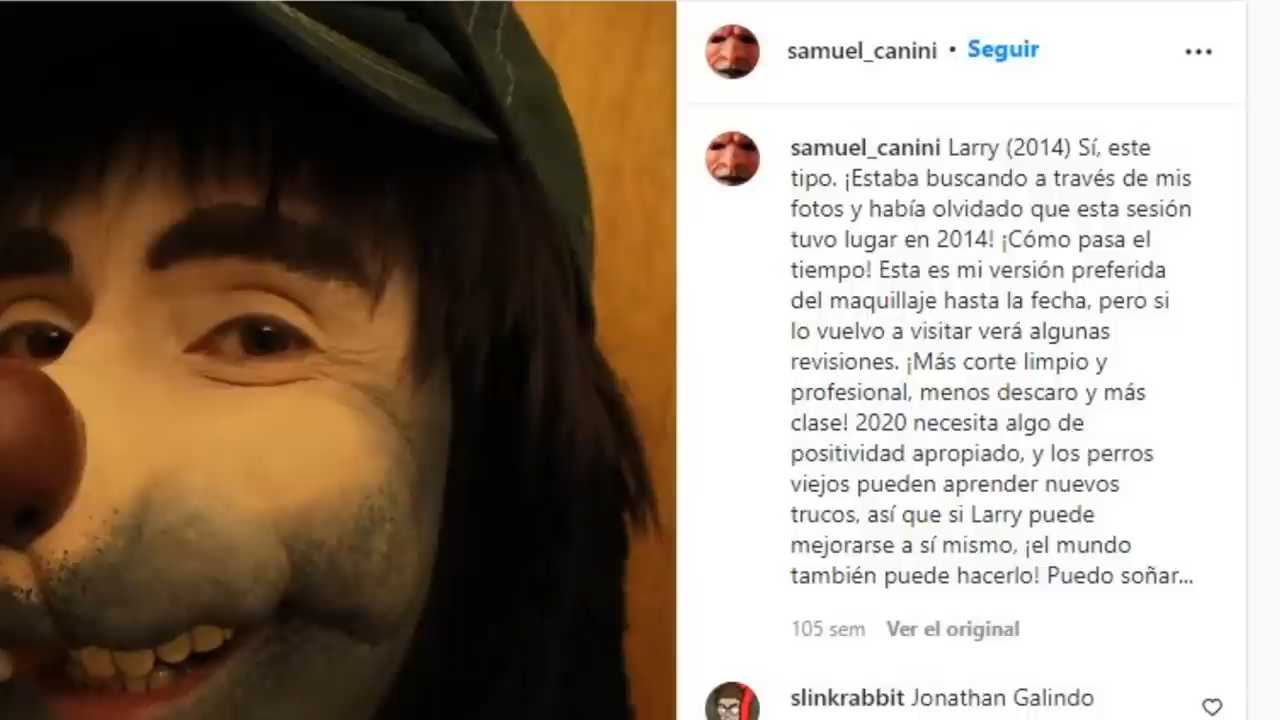 samuel_canini • Seguir
samuel_canini Larry (2014) Sí, este
tipo. ¡Estaba buscando a través de mis
fotos y había olvidado que esta sesión
tuvo lugar en 2014! ¡Cómo pasa el
tiempo! Esta es mi versión preferida
del maquillaje hasta la fecha, pero si
lo vuelvo a visitar verá algunas
revisiones. ¡Más corte limpio y
profesional, menos descaro y más
clase! 2020 necesita algo de
positividad apropiado, y los perros
viejos pueden aprender nuevos
trucos, así que si Larry puede
mejorarse a sí mismo, ¡el mundo
también puede hacerlo! Puedo soñar...
105 sem Ver el original
slinkrabbit Jonathan Galindo